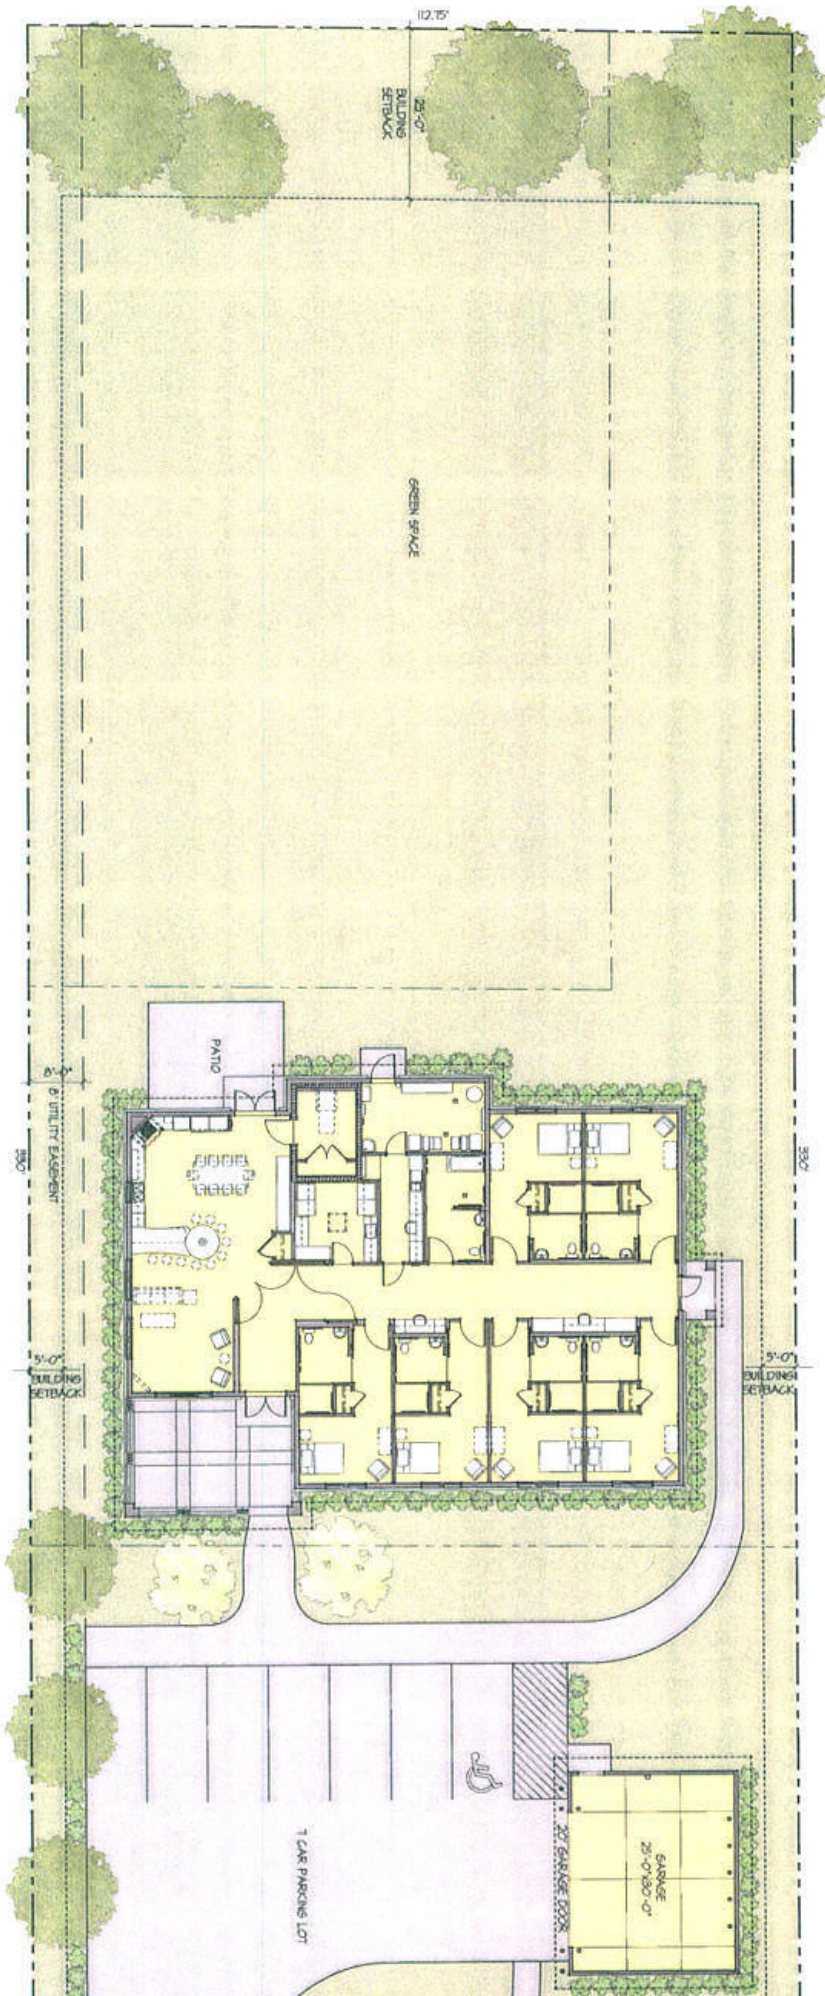 112.75'
25'-0"
BUILDING
SETBACK
GREEN SPACE
PATIO
8'-0"
8' UTILITY EASEMENT
330'
330'
5'-0"
BUILDING
SETBACK
5'-0"
BUILDING
SETBACK
7 CAR PARKING LOT
20' GARAGE DOOR
GARAGE
25'-0"x30'-0"